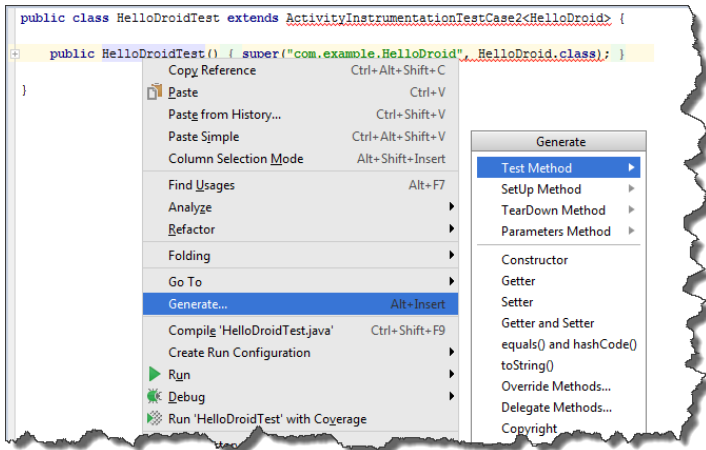 public class HelloDroidTest extends ActivityInstrumentationTestCase2<HelloDroid> {
public HelloDroidTest() { super("com.example.HelloDroid", HelloDroid.class); }
}
Copy Reference Ctrl+Alt+Shift+C
Paste Ctrl+V
Paste from History... Ctrl+Shift+V
Paste Simple Ctrl+Alt+Shift+V
Column Selection Mode Alt+Shift+Insert
Find Usages Alt+F7
Analyze
Refactor
Folding
Go To
Generate... Alt+Insert
Compile 'HelloDroidTest.java' Ctrl+Shift+F9
Create Run Configuration
Run
Debug
Run 'HelloDroidTest' with Coverage
Generate
Test Method
SetUp Method
TearDown Method
Parameters Method
Constructor
Getter
Setter
Getter and Setter
equals() and hashCode()
toString()
Override Methods...
Delegate Methods...
Copyright